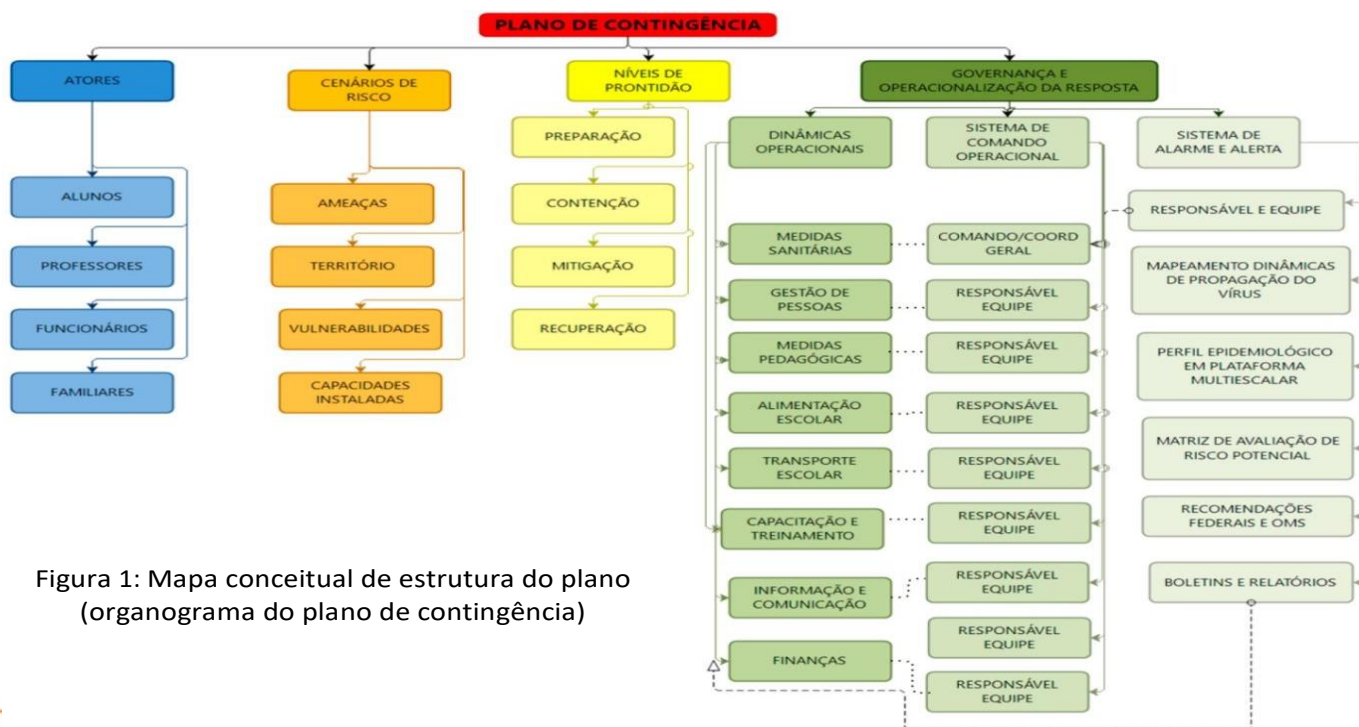 PLANO DE CONTINGÊNCIA
ATORES
ALUNOS
PROFESSORES
FUNCIONÁRIOS
FAMILIARES
CENÁRIOS DE
RISCO
AMEAÇAS
TERRITÓRIO
VULNERABILIDADES
CAPACIDADES
INSTALADAS
NÍVEIS DE
PRONTIDÃO
PREPARAÇÃO
CONTENÇÃO
MITIGAÇÃO
RECUPERAÇÃO
GOVERNANÇA E
OPERACIONALIZAÇÃO DA RESPOSTA
DINÂMICAS
OPERACIONAIS
MEDIDAS
SANITÁRIAS
GESTÃO DE
PESSOAS
MEDIDAS
PEDAGÓGICAS
ALIMENTAÇÃO
ESCOLAR
TRANSPORTE
ESCOLAR
CAPACITAÇÃO E
TREINAMENTO
INFORMAÇÃO E
COMUNICAÇÃO
FINANÇAS
SISTEMA DE
COMANDO
OPERACIONAL
COMANDO/COORD
GERAL
RESPONSÁVEL
EQUIPE
RESPONSÁVEL
EQUIPE
RESPONSÁVEL
EQUIPE
RESPONSÁVEL
EQUIPE
RESPONSÁVEL
EQUIPE
RESPONSÁVEL
EQUIPE
RESPONSÁVEL
EQUIPE
RESPONSÁVEL
EQUIPE
SISTEMA DE
ALARME E ALERTA
RESPONSÁVEL E EQUIPE
MAPEAMENTO DINÂMICAS
DE PROPAGAÇÃO DO
VÍRUS
PERFIL EPIDEMIOLÓGICO
EM PLATAFORMA
MULTIESCALAR
MATRIZ DE AVALIAÇÃO DE
RISCO POTENCIAL
RECOMENDAÇÕES
FEDERAIS E OMS
BOLETINS E RELATÓRIOS
Figura 1: Mapa conceitual de estrutura do plano
(organograma do plano de contingência)